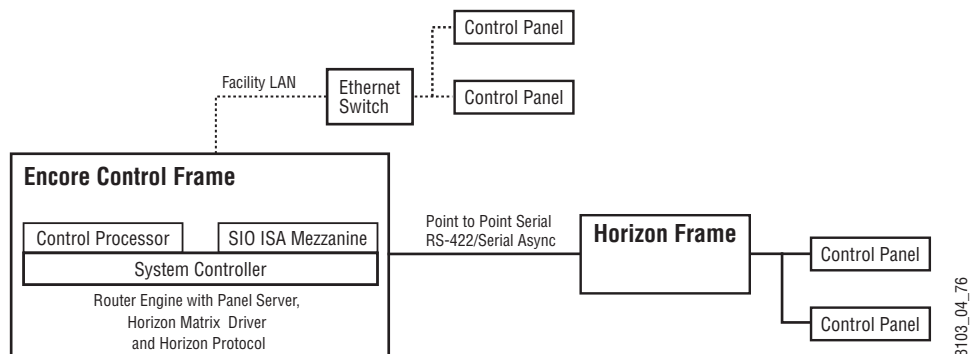 Control Panel
Facility LAN
Ethernet
Switch
Control Panel
Encore Control Frame
Control Processor
SIO ISA Mezzanine
System Controller
Router Engine with Panel Server,
Horizon Matrix Driver
and Horizon Protocol
Point to Point Serial
RS-422/Serial Async
Horizon Frame
Control Panel
Control Panel
8103_04_76